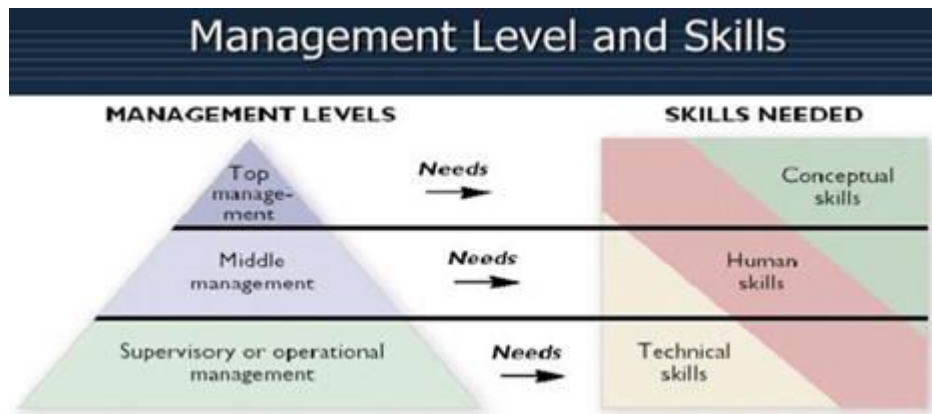 Management Level and Skills
MANAGEMENT LEVELS
SKILLS NEEDED
Top
manage-
ment
Needs
Conceptual
skills
Middle
management
Needs
Human
skills
Supervisory or operational
management
Needs
Technical
skills